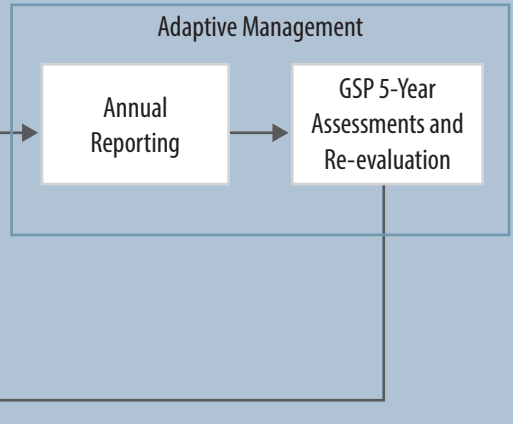 Adaptive Management
Annual
Reporting
GSP 5-Year
Assessments and
Re-evaluation